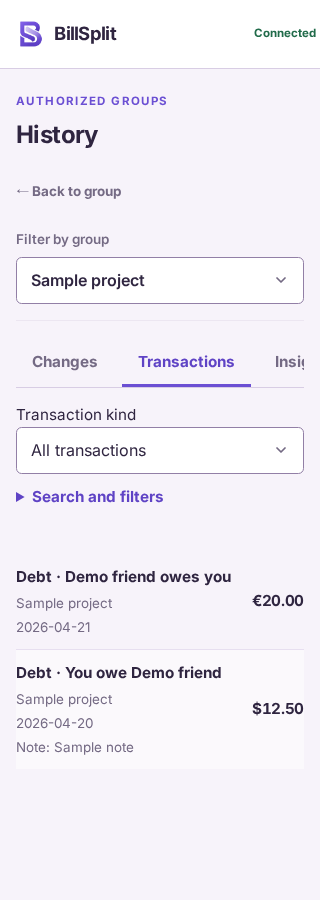 BillSplit
Connected
AUTHORIZED GROUPS
History
← Back to group
Filter by group
Sample project
Changes Transactions Insig
Transaction kind
All transactions
Search and filters
Debt · Demo friend owes you
Sample project
€20.00
2026-04-21
Debt · You owe Demo friend
Sample project
$12.50
2026-04-20
Note: Sample note